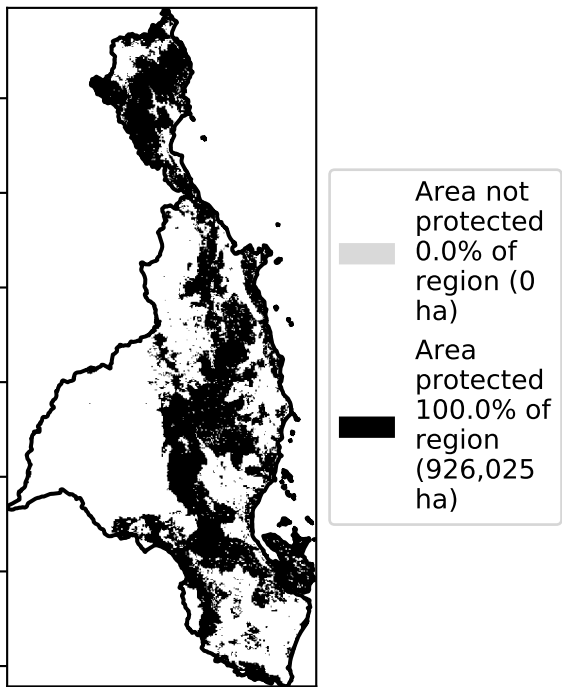 Area not
protected
0.0% of
region (0
ha)
Area
protected
100.0% of
region
(926,025
ha)